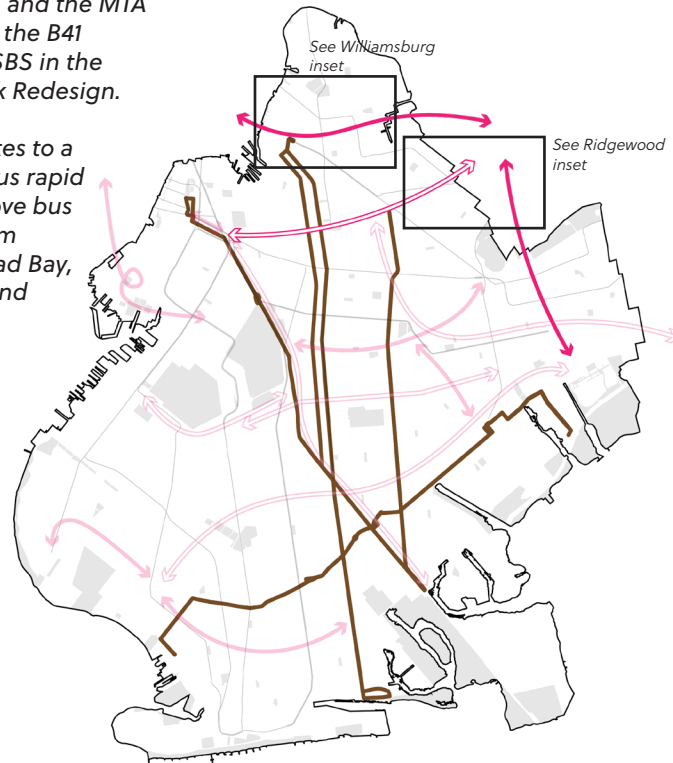 and the MTA
the B41
SBS in the
k Redesign.
tes to a
us rapid
ove bus
m
ad Bay,
nd
See Williamsburg
inset
See Ridgewood
inset